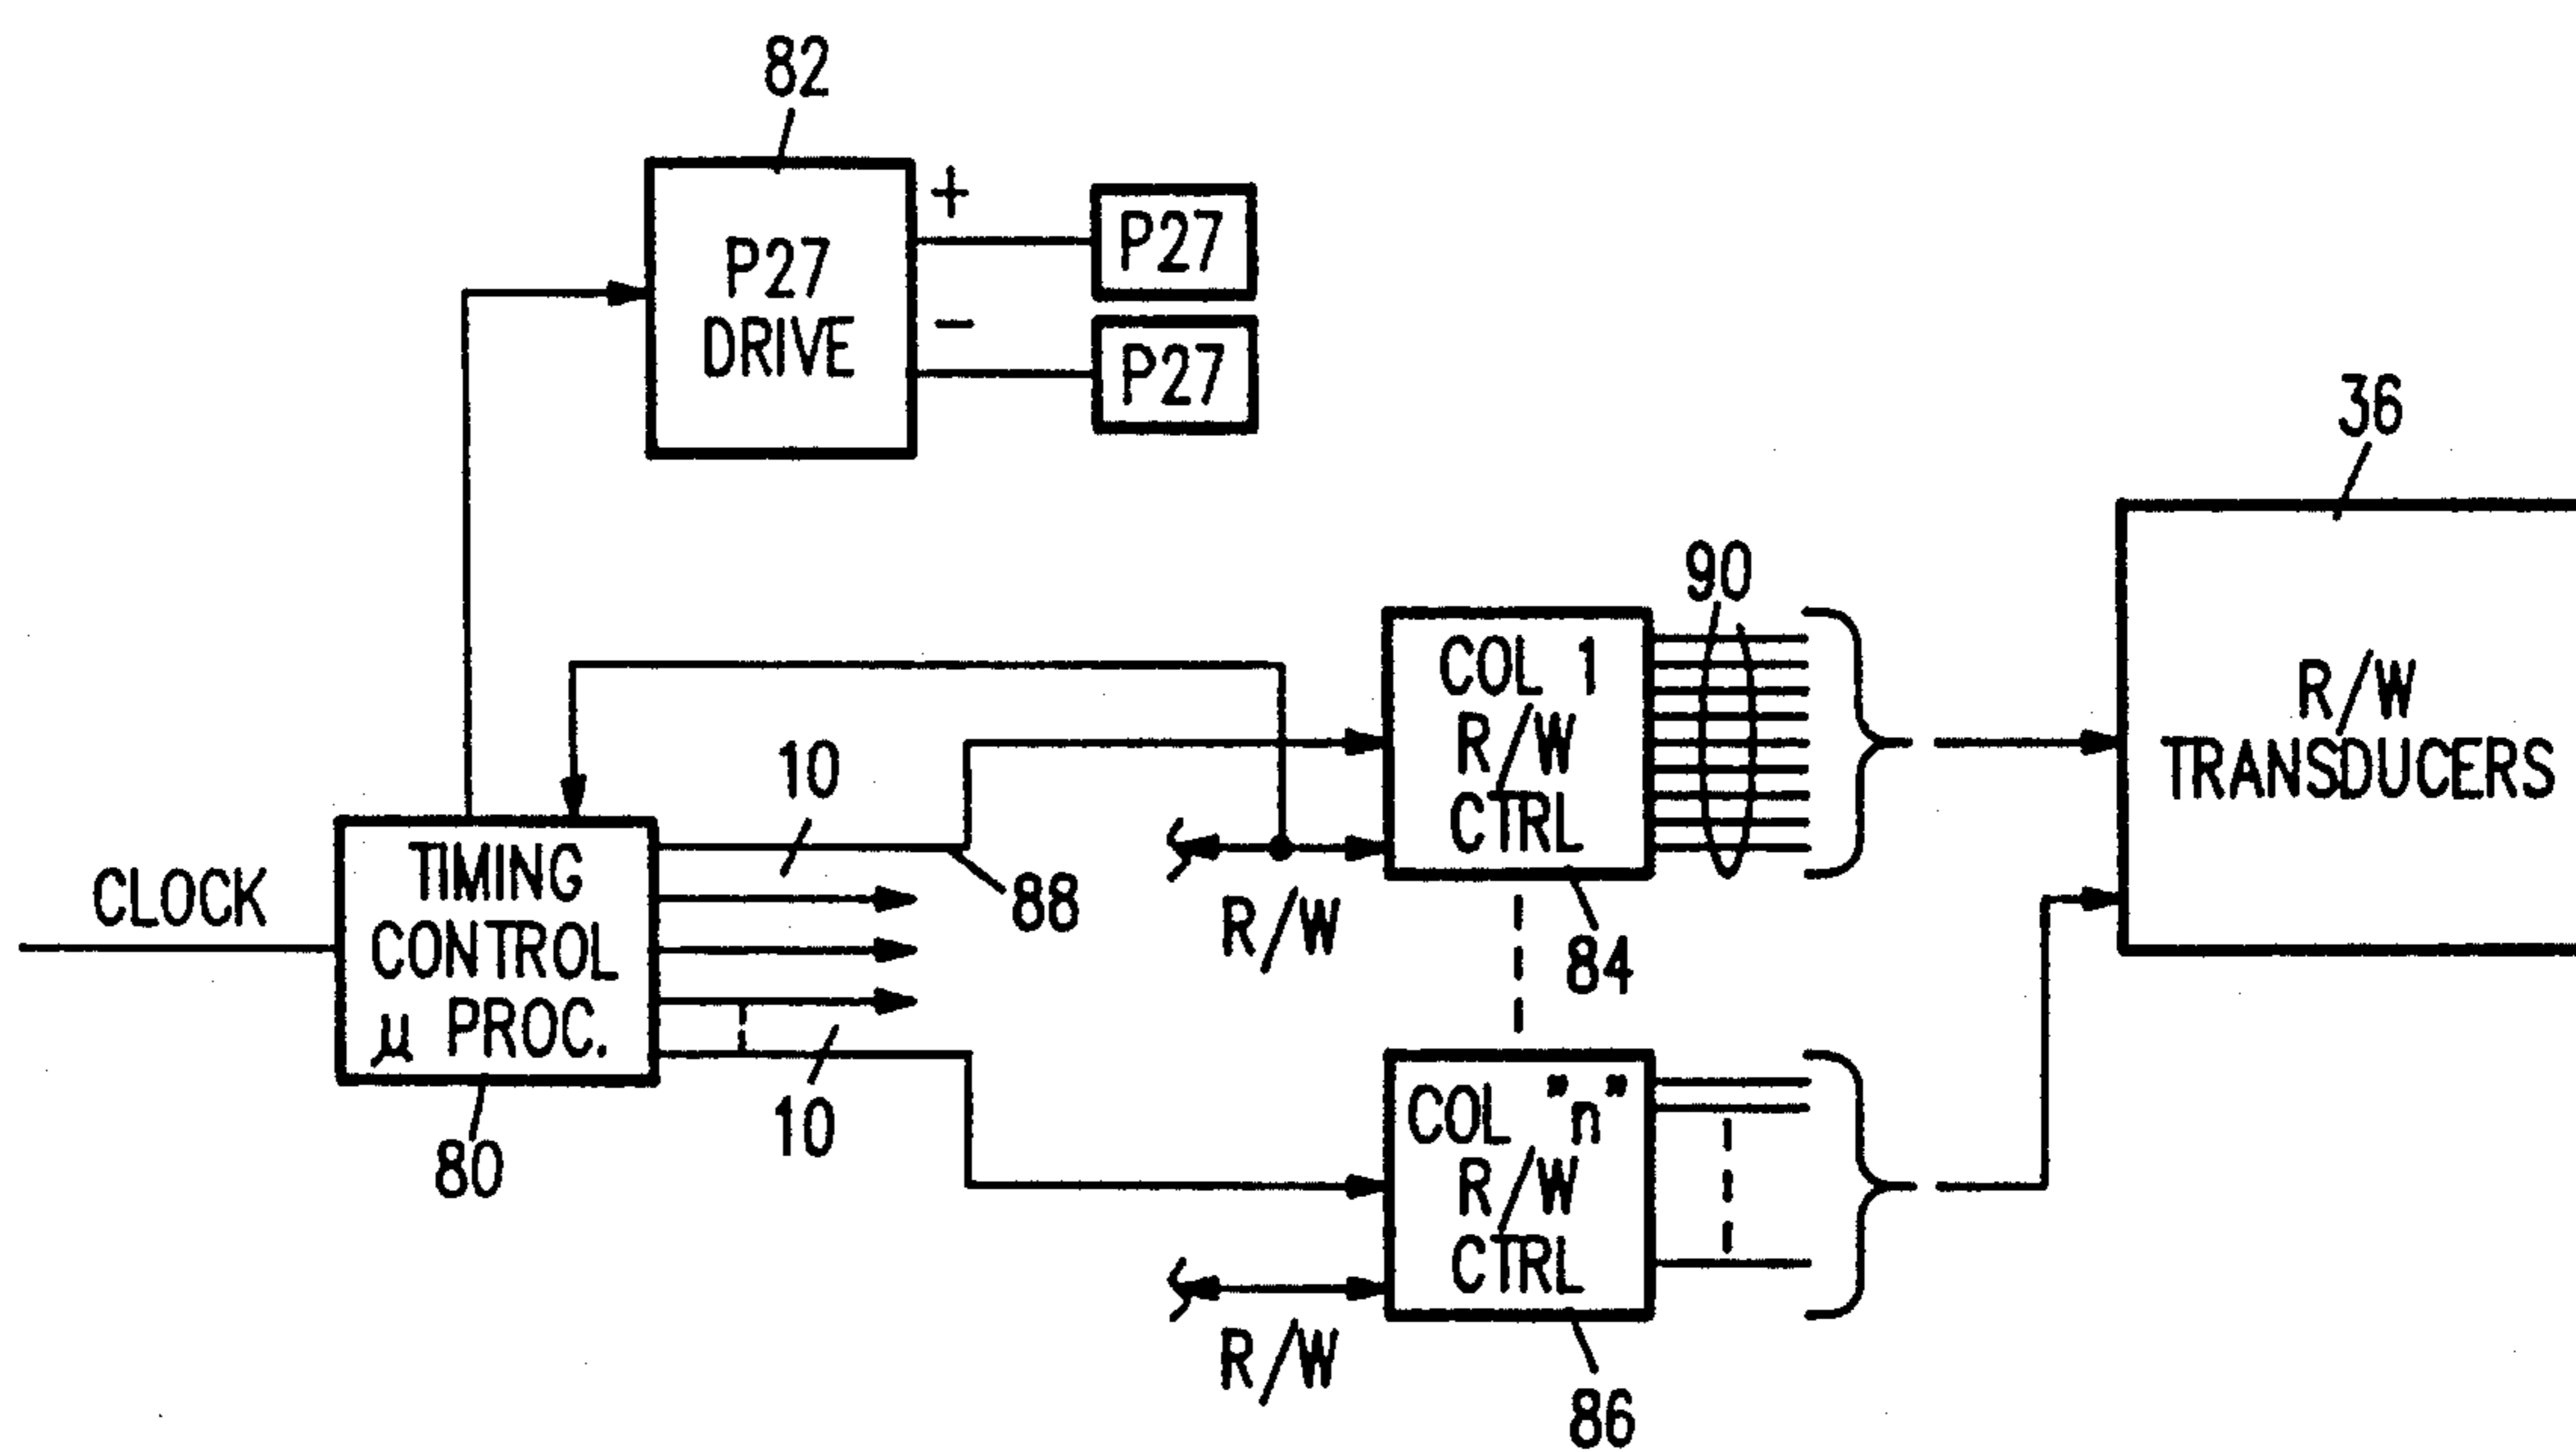 82
P27
DRIVE
+
-
P27
P27
36
R/W
TRANSDUCERS
90
COL 1
R/W
CTRL
84
R/W
10
88
CLOCK
TIMING
CONTROL
µ PROC.
80
10
COL "n"
R/W
CTRL
86
R/W